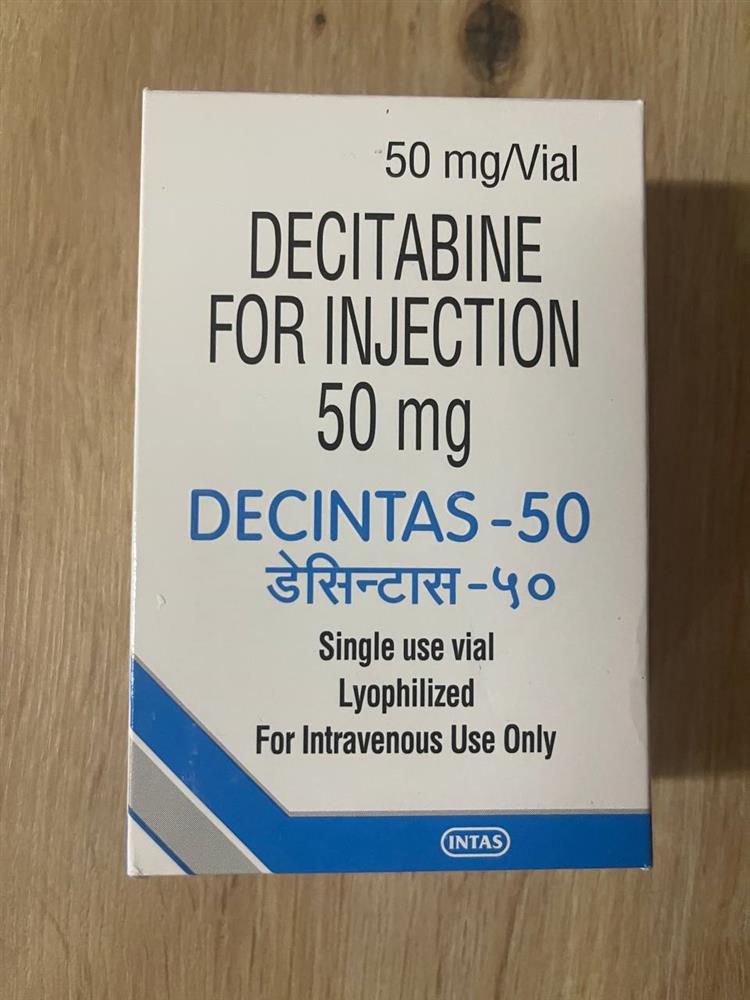 50 mg/Vial
DECITABINE
FOR INJECTION
50 mg
DECINTAS-50
डेसिन्टास-५०
Single use vial
Lyophilized
For Intravenous Use Only
INTAS